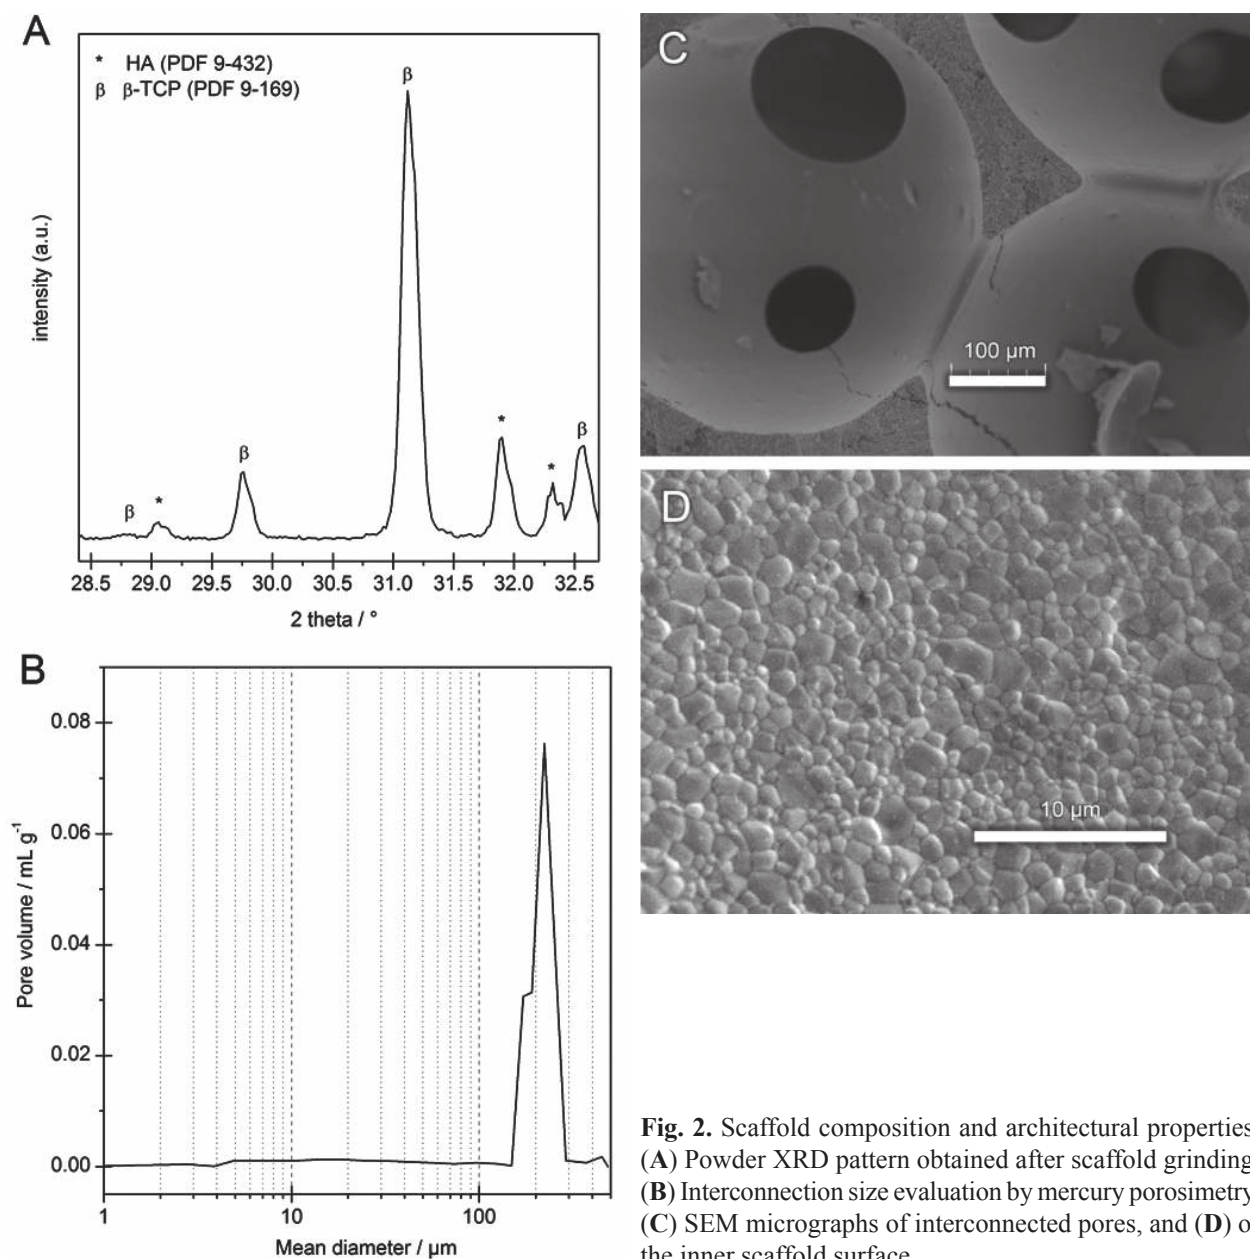 A
* HA (PDF 9-432)
β β-TCP (PDF 9-169)
β
*
β
β
*
*
β
intensity (a.u.)
28.5 29.0 29.5 30.0 30.5 31.0 31.5 32.0 32.5
2 theta / °
B
0.08
0.06
0.04
0.02
0.00
Pore volume / mL g⁻¹
1 10 100
Mean diameter / µm
C
100 µm
D
10 µm
Fig. 2. Scaffold composition and architectural properties
(A) Powder XRD pattern obtained after scaffold grinding
(B) Interconnection size evaluation by mercury porosimetry
(C) SEM micrographs of interconnected pores, and (D) o
the inner scaffold surface